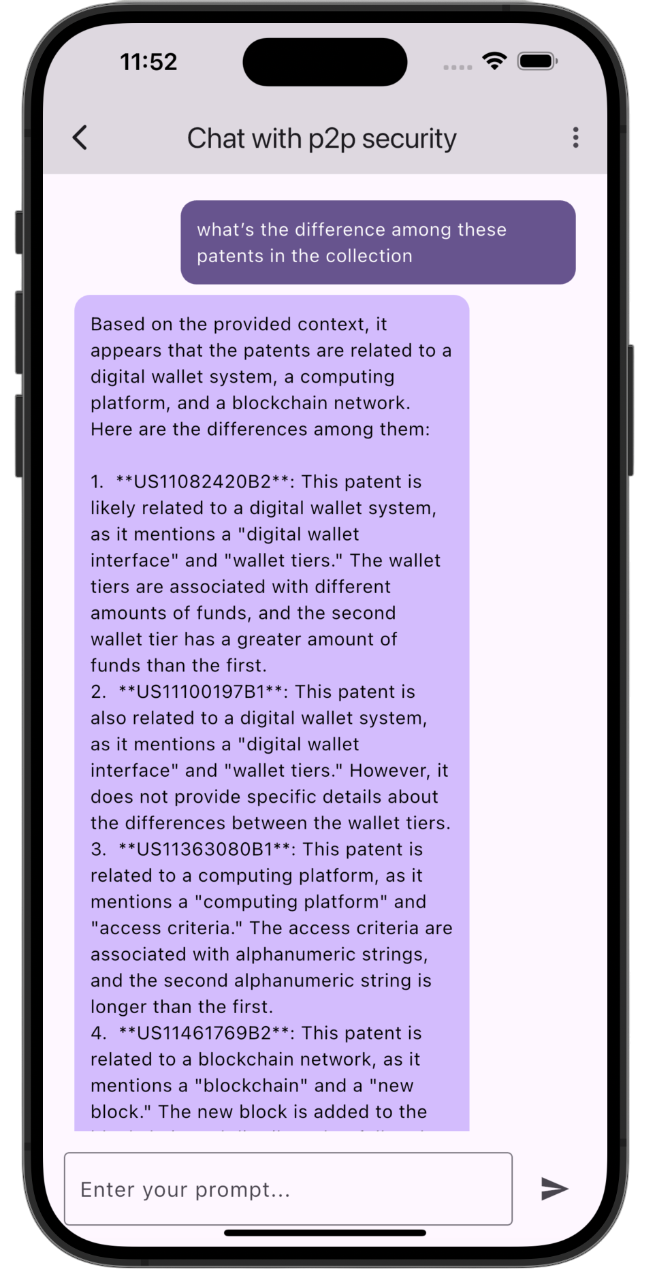 11:52
Chat with p2p security
what's the difference among these
patents in the collection
Based on the provided context, it
appears that the patents are related to a
digital wallet system, a computing
platform, and a blockchain network.
Here are the differences among them:
1. **US11082420B2**: This patent is
likely related to a digital wallet system,
as it mentions a "digital wallet
interface" and "wallet tiers." The wallet
tiers are associated with different
amounts of funds, and the second
wallet tier has a greater amount of
funds than the first.
2. **US11100197B1**: This patent is
also related to a digital wallet system,
as it mentions a "digital wallet
interface" and "wallet tiers." However, it
does not provide specific details about
the differences between the wallet tiers.
3. **US11363080B1**: This patent is
related to a computing platform, as it
mentions a "computing platform" and
"access criteria." The access criteria are
associated with alphanumeric strings,
and the second alphanumeric string is
longer than the first.
4. **US11461769B2**: This patent is
related to a blockchain network, as it
mentions a "blockchain" and a "new
block." The new block is added to the
Enter your prompt...